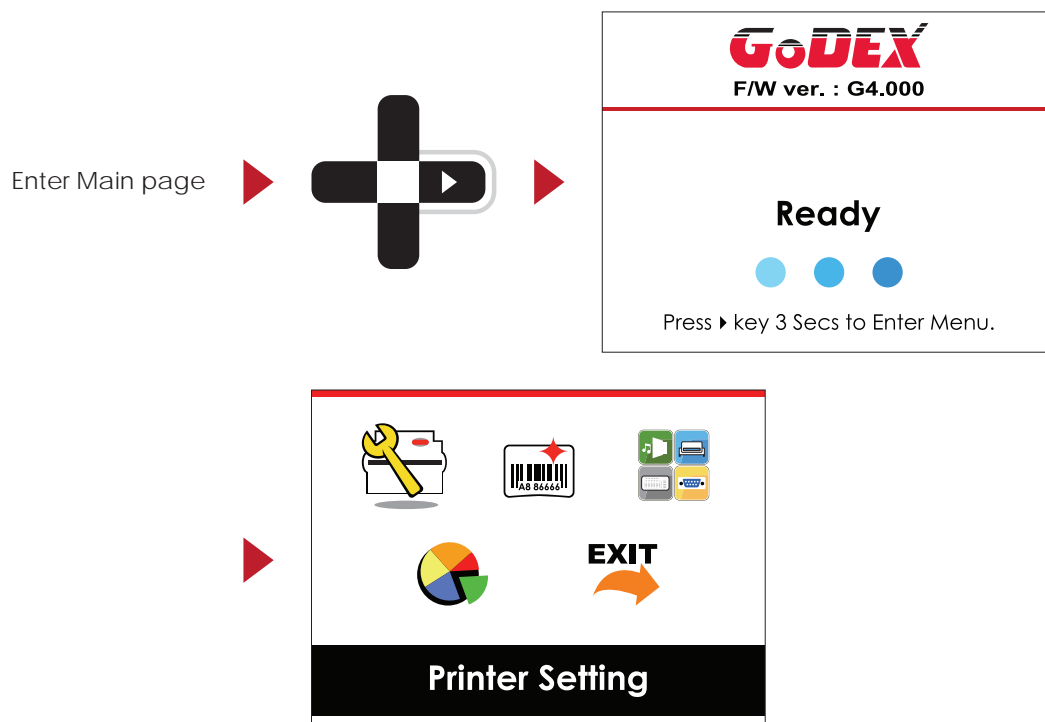 GoDEX
F/W ver. : G4.000
Enter Main page
Ready
Press ▸ key 3 Secs to Enter Menu.
A8 86666
EXIT
Printer Setting